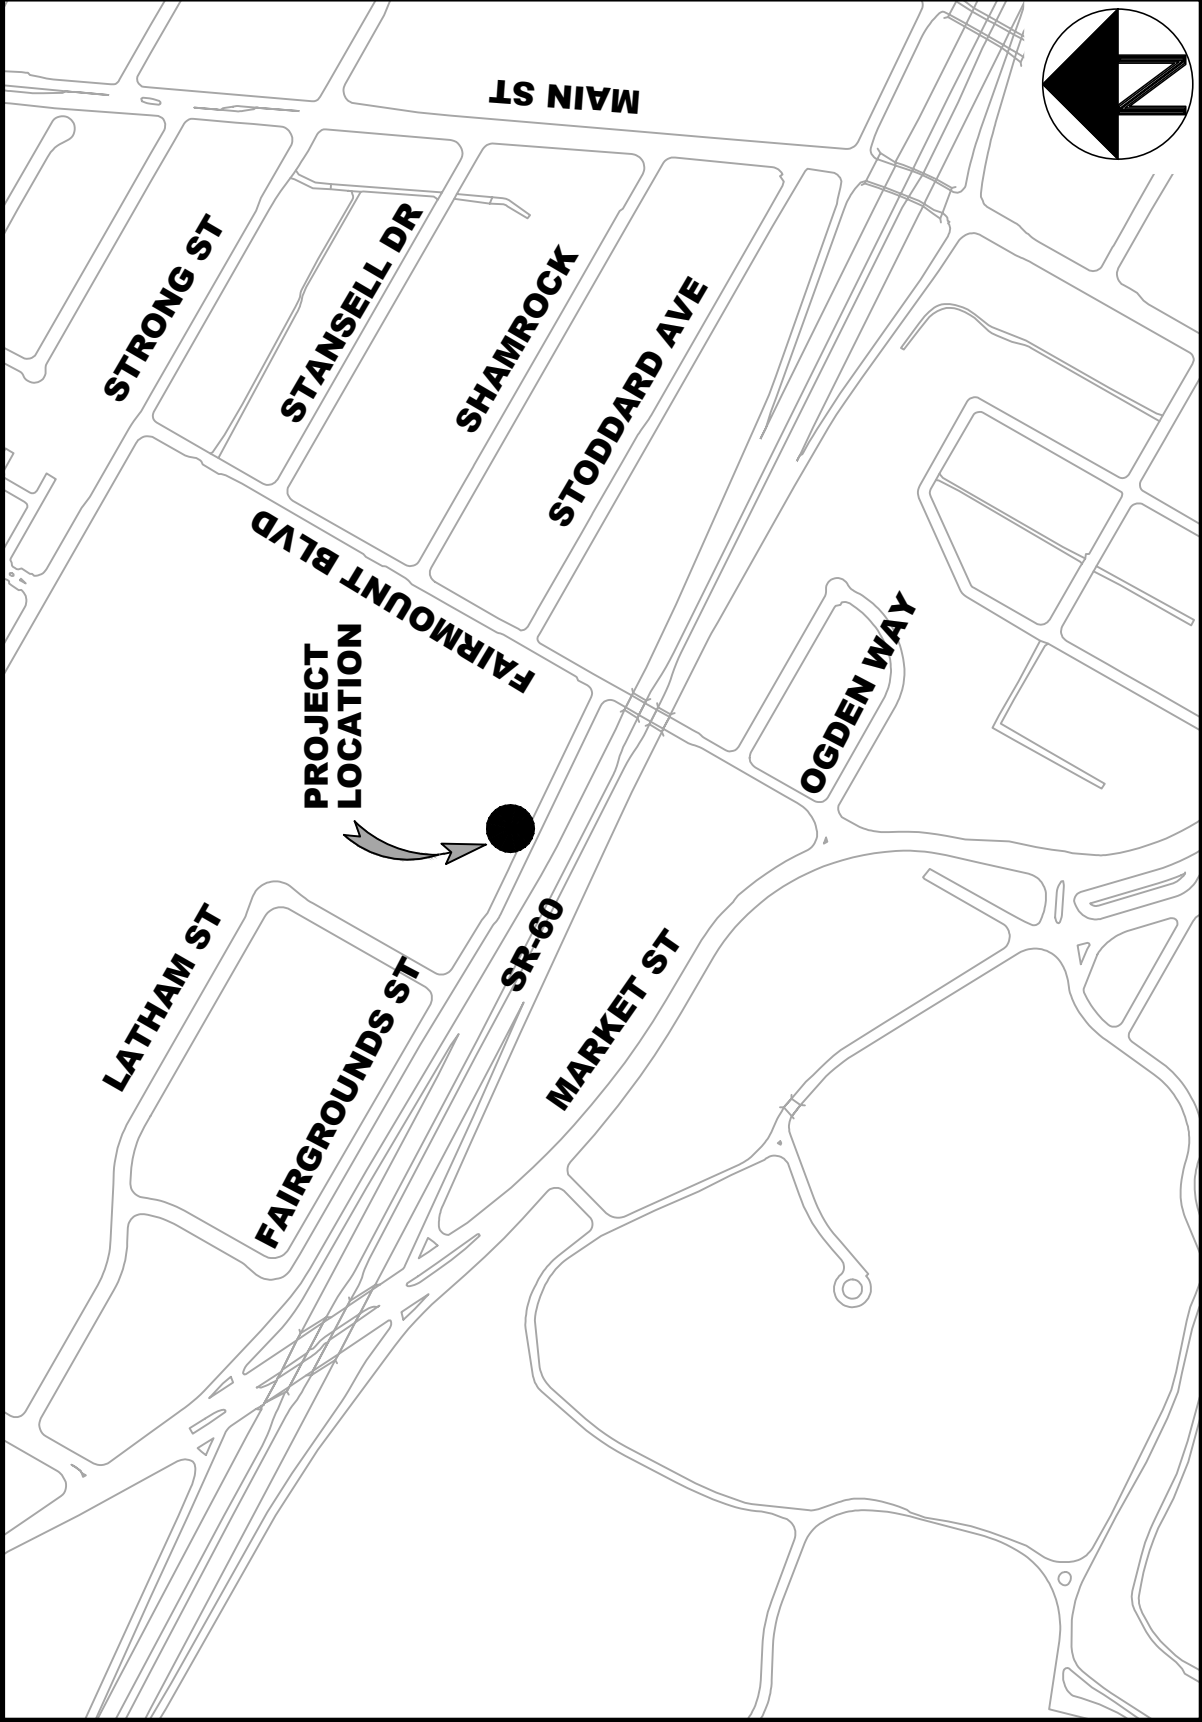 MAIN ST
STRONG ST
STANSELL DR
SHAMROCK
STODDARD AVE
FAIRMOUNT BLVD
PROJECT
LOCATION
OGDEN WAY
LATHAM ST
FAIRGROUNDS ST
SR-60
MARKET ST
N